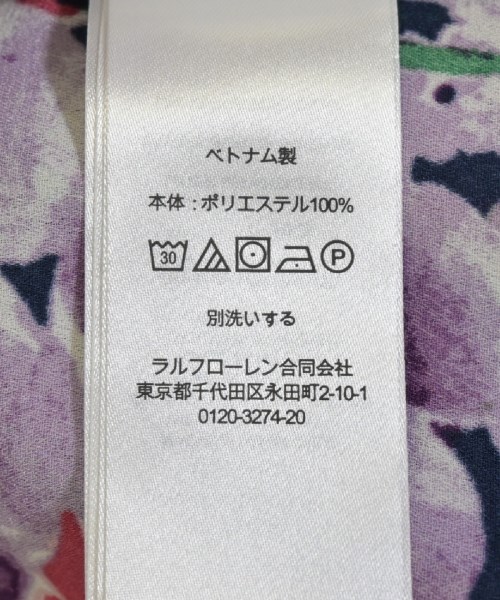 ベトナム製
本体：ポリエステル100%
30 P
別洗いする
ラルフローレン合同会社
東京都千代田区永田町2-10-1
0120-3274-20